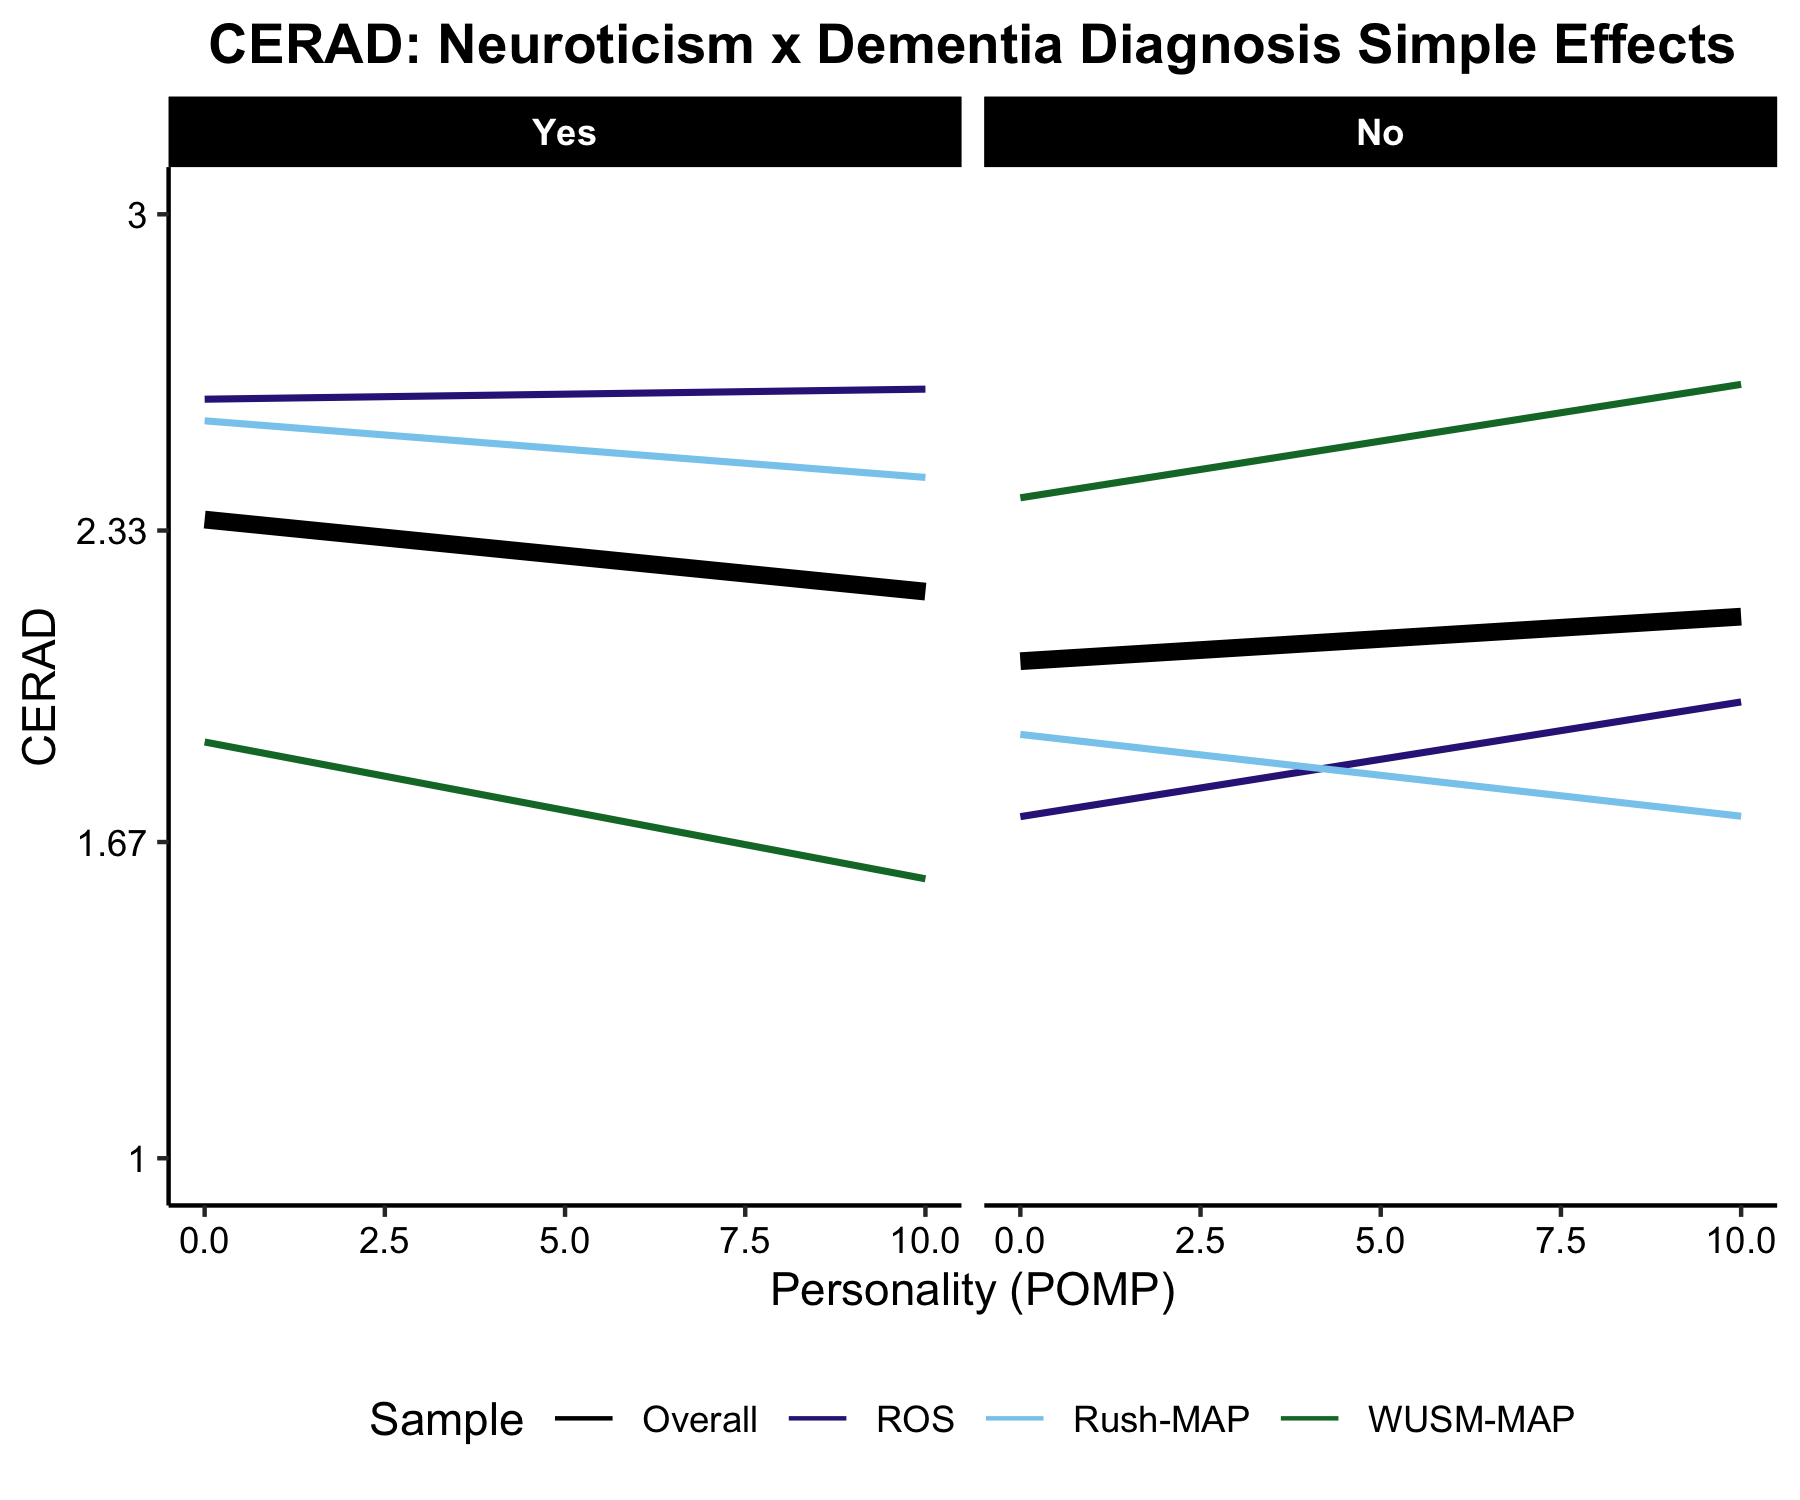 CERAD: Neuroticism x Dementia Diagnosis Simple Effects
Yes No
3
2.33
1.67
1
CERAD
0.0 2.5 5.0 7.5 10.0 0.0 2.5 5.0 7.5 10.0
Personality (POMP)
Sample Overall ROS Rush-MAP WUSM-MAP